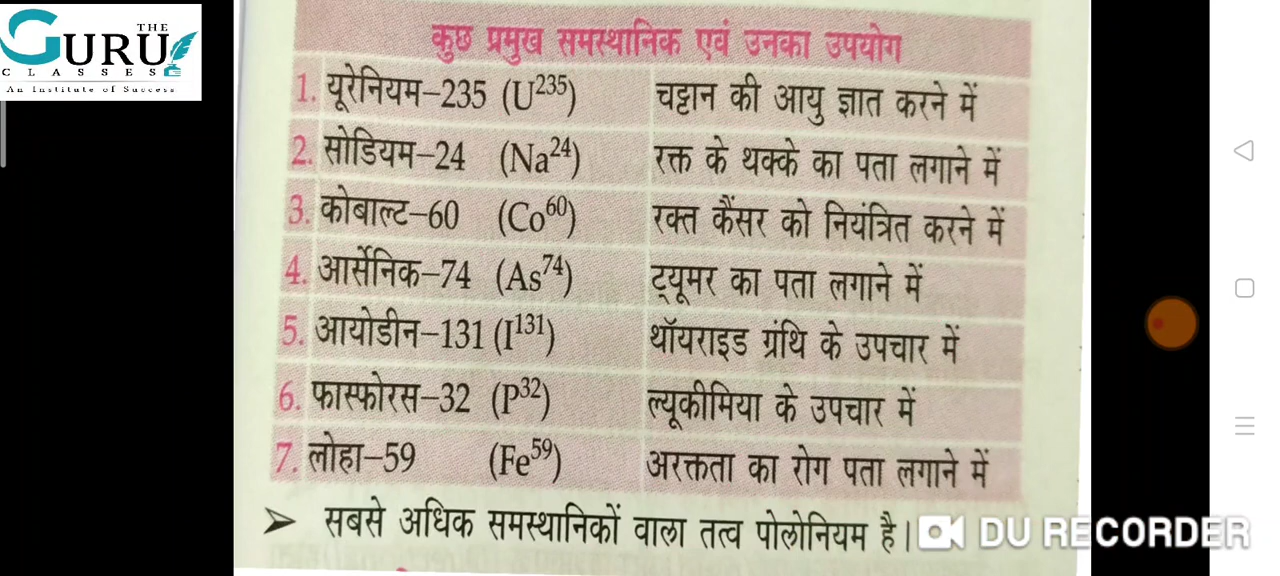 THE
GURU
CLASSES
An Institute of Success
कुछ प्रमुख समस्थानिक एवं उनका उपयोग
1. यूरेनियम–235 (U²³⁵) चट्टान की आयु ज्ञात करने में
2. सोडियम–24 (Na²⁴) रक्त के थक्के का पता लगाने में
3. कोबाल्ट–60 (Co⁶⁰) रक्त कैंसर को नियंत्रित करने में
4. आर्सेनिक–74 (As⁷⁴) ट्यूमर का पता लगाने में
5. आयोडीन–131 (I¹³¹) थॉयराइड ग्रंथि के उपचार में
6. फास्फोरस–32 (P³²) ल्यूकीमिया के उपचार में
7. लोहा–59 (Fe⁵⁹) अरक्तता का रोग पता लगाने में
➤ सबसे अधिक समस्थानिकों वाला तत्व पोलोनियम है।
DU RECORDER